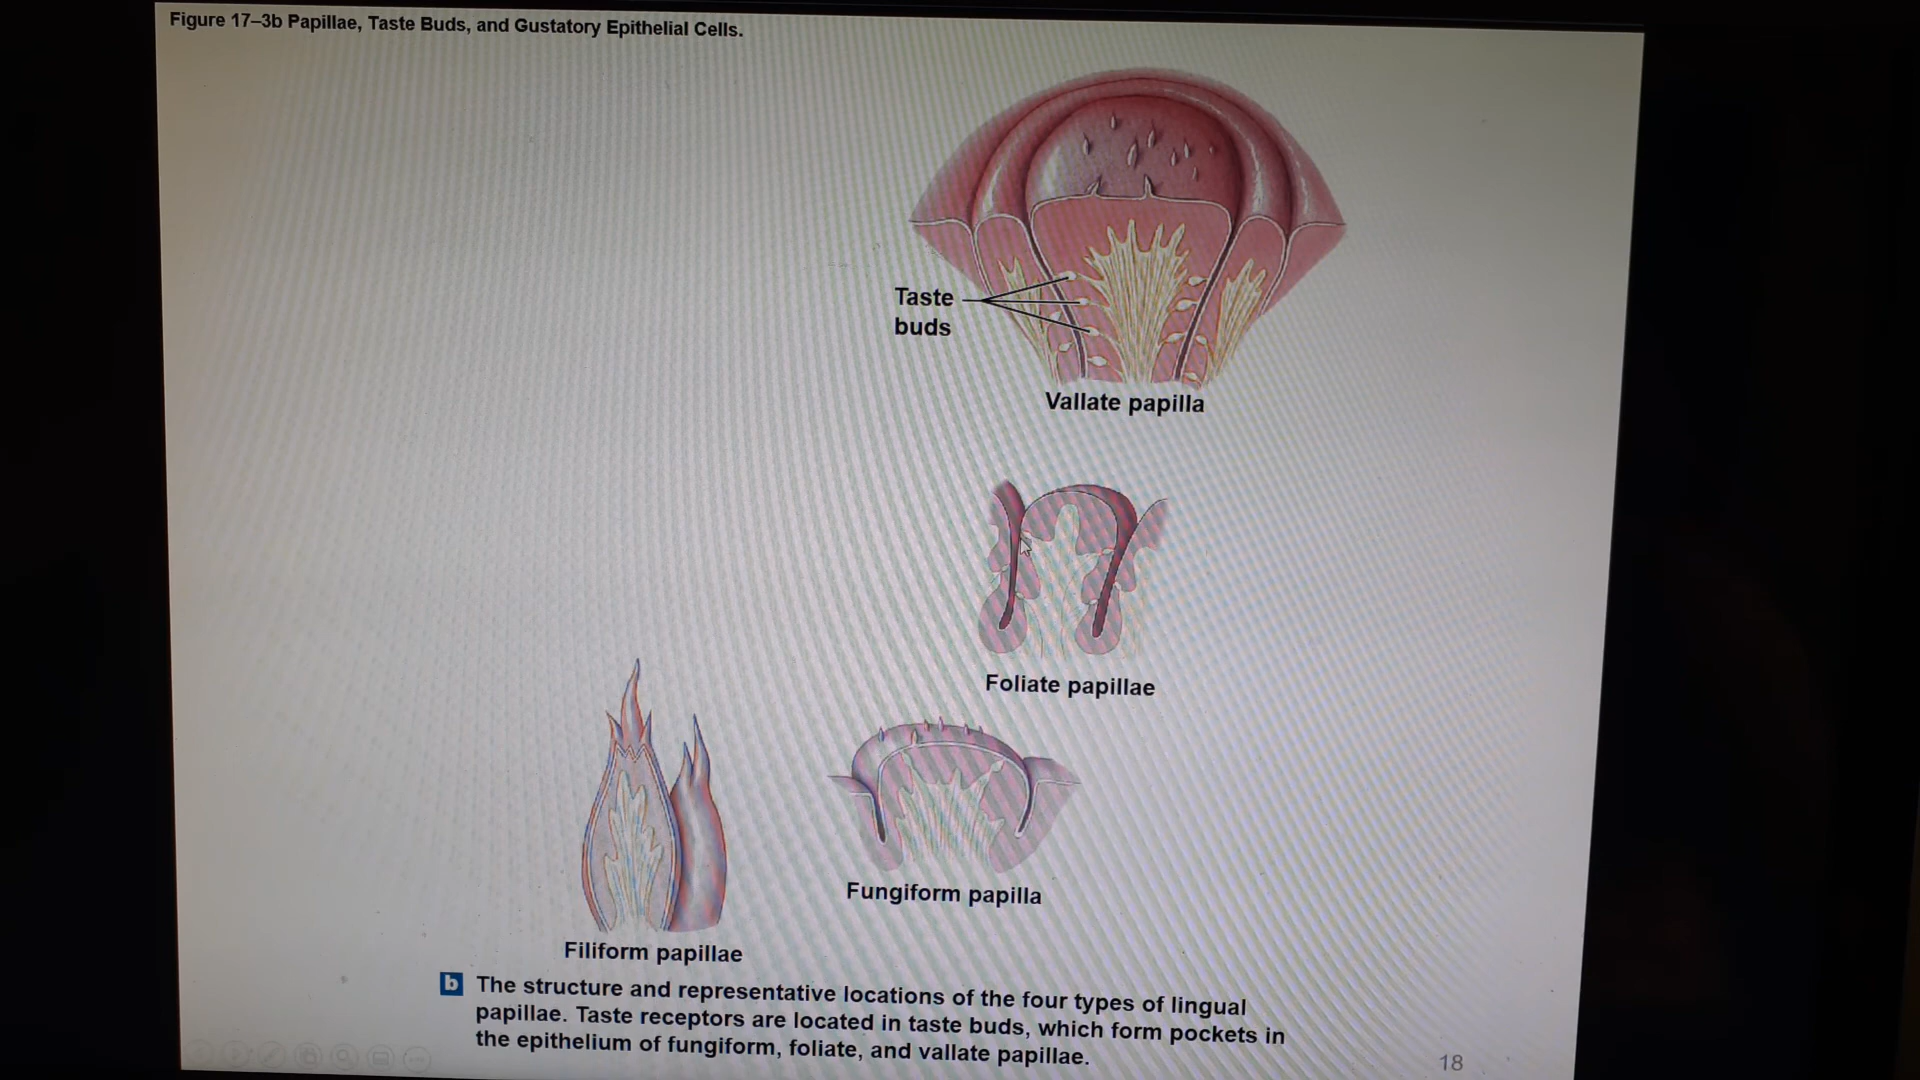 Figure 17–3b Papillae, Taste Buds, and Gustatory Epithelial Cells.
Taste
buds
Vallate papilla
Foliate papillae
Fungiform papilla
Filiform papillae
b The structure and representative locations of the four types of lingual
papillae. Taste receptors are located in taste buds, which form pockets in
the epithelium of fungiform, foliate, and vallate papillae.
18